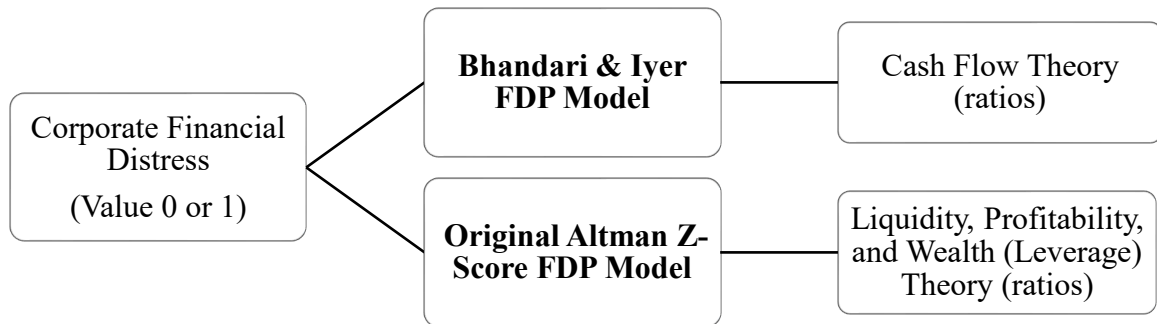 Corporate Financial
Distress
(Value 0 or 1)
Bhandari & Iyer
FDP Model
Cash Flow Theory
(ratios)
Original Altman Z-
Score FDP Model
Liquidity, Profitability,
and Wealth (Leverage)
Theory (ratios)